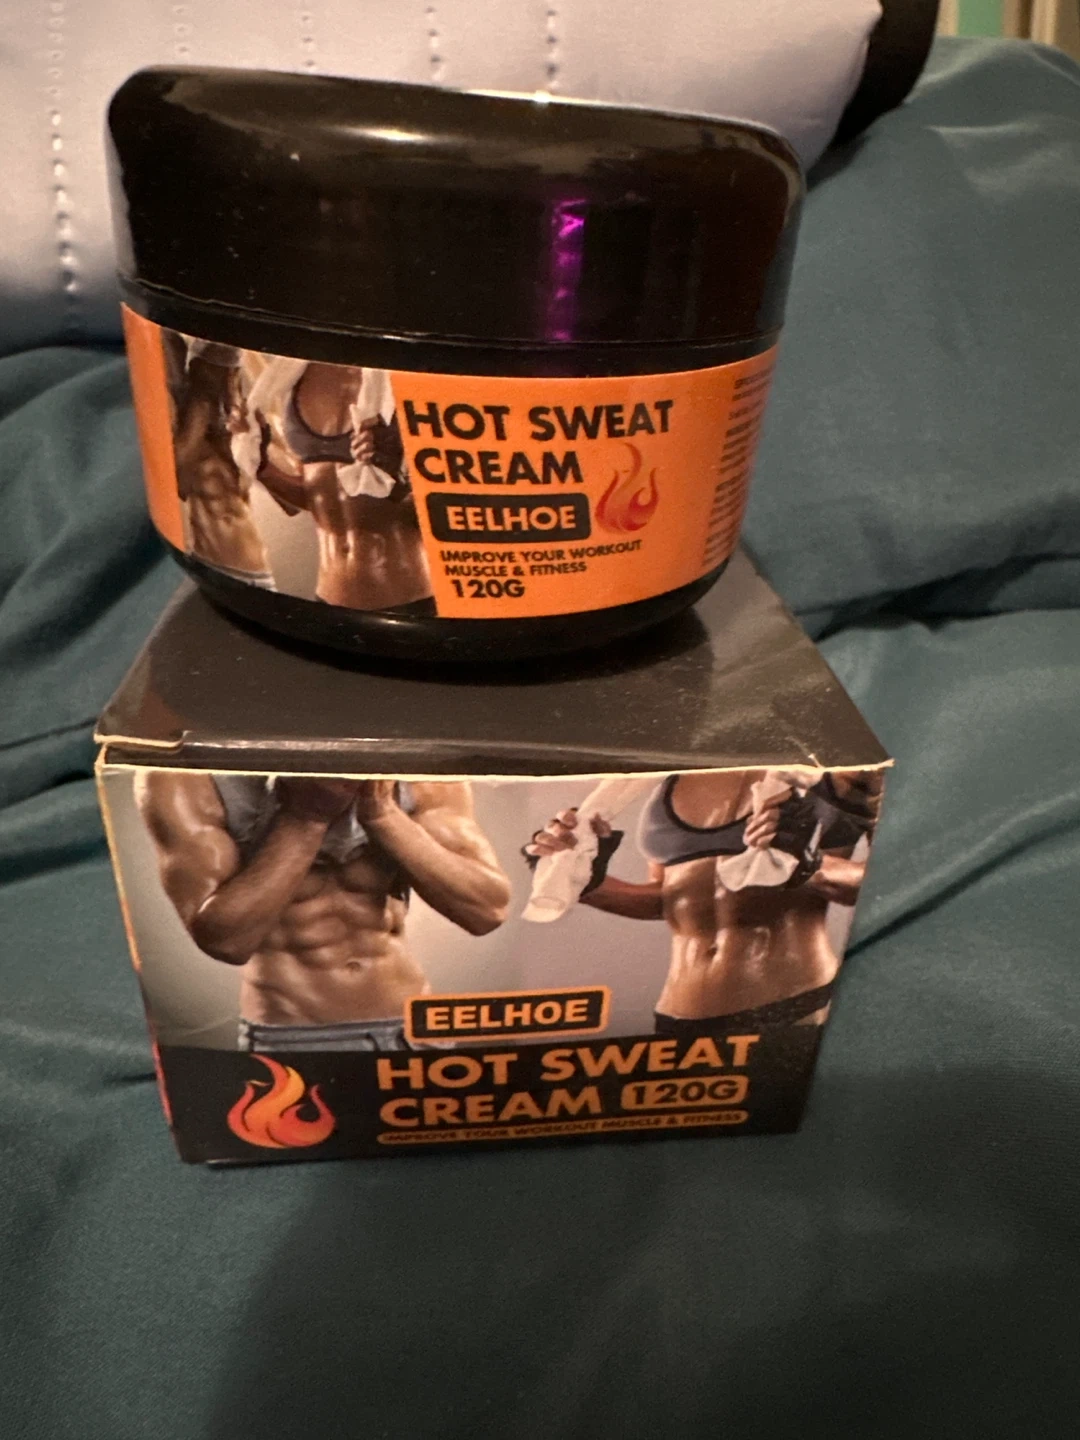 HOT SWEAT
CREAM
EELHOE
IMPROVE YOUR WORKOUT
MUSCLE & FITNESS
120G
EELHOE
HOT SWEAT
CREAM 120G
IMPROVE YOUR WORKOUT MUSCLE & FITNESS